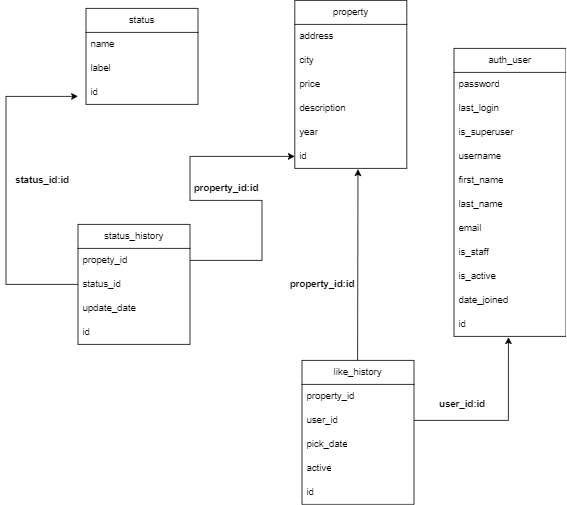 status
name
label
id
property
address
city
price
description
year
id
auth_user
password
last_login
is_superuser
username
first_name
last_name
email
is_staff
is_active
date_joined
id
status_id:id
property_id:id
status_history
propety_id
status_id
update_date
id
property_id:id
like_history
property_id
user_id
pick_date
active
id
user_id:id